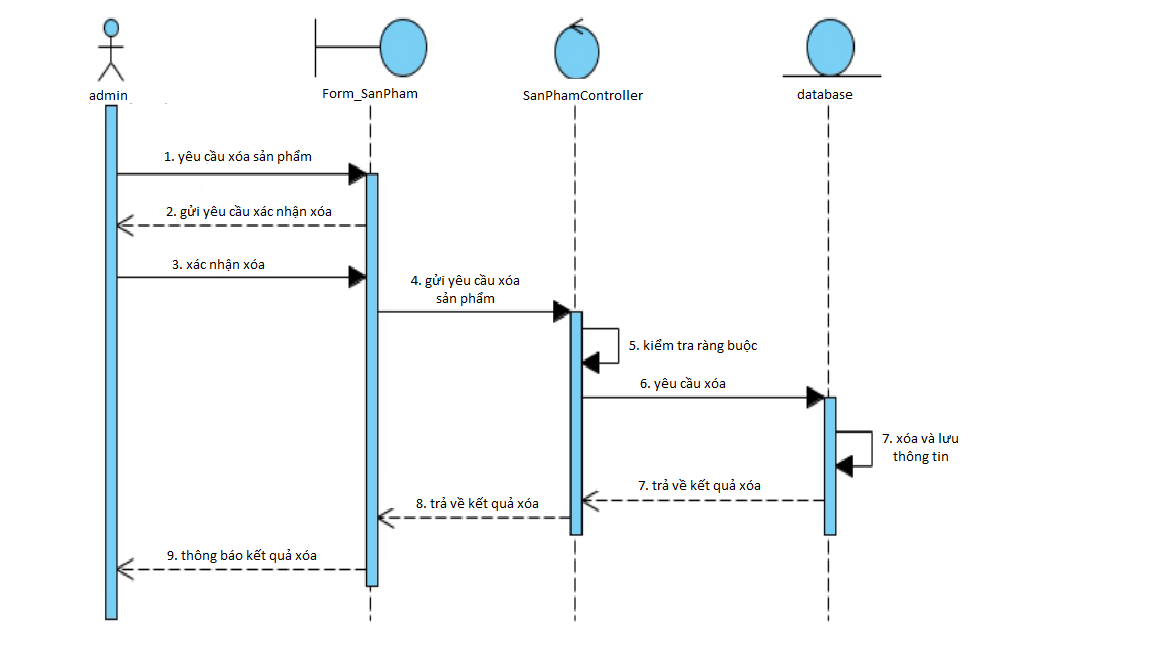 admin
Form_SanPham
SanPhamController
database
1. yêu cầu xóa sản phẩm
2. gửi yêu cầu xác nhận xóa
3. xác nhận xóa
4. gửi yêu cầu xóa
sản phẩm
5. kiểm tra ràng buộc
6. yêu cầu xóa
7. xóa và lưu
thông tin
7. trả về kết quả xóa
8. trả về kết quả xóa
9. thông báo kết quả xóa